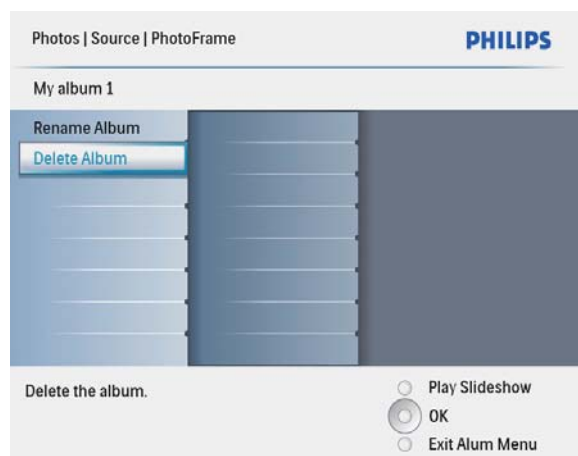 Photos | Source | PhotoFrame
PHILIPS
My album 1
Rename Album
Delete Album
Delete the album.
Play Slideshow
OK
Exit Alum Menu